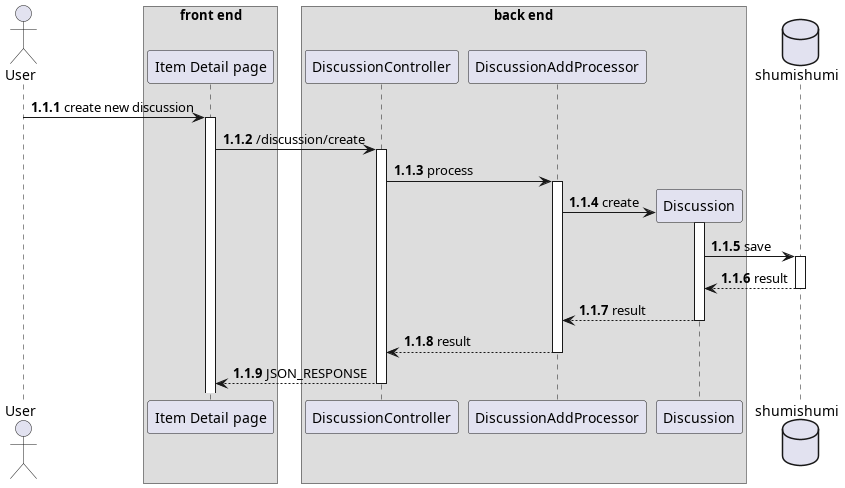 front end
back end
User
Item Detail page
DiscussionController
DiscussionAddProcessor
shumishumi
1.1.1 create new discussion
1.1.2 /discussion/create
1.1.3 process
1.1.4 create
Discussion
1.1.5 save
1.1.6 result
1.1.7 result
1.1.8 result
1.1.9 JSON_RESPONSE
User
Item Detail page
DiscussionController
DiscussionAddProcessor
Discussion
shumishumi